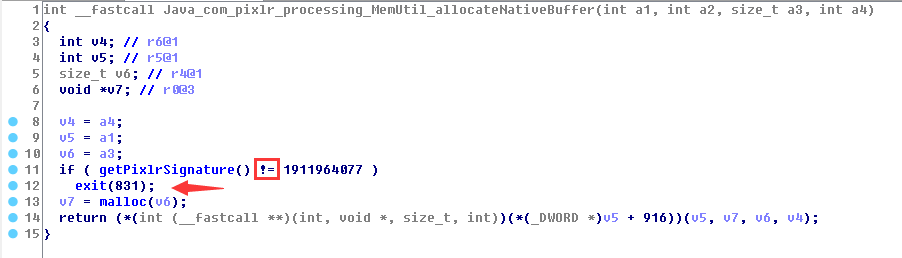 1 int __fastcall Java_com_pixlr_processing_MemUtil_allocateNativeBuffer(int a1, int a2, size_t a3, int a4)
2 {
3 int v4; // r6@1
4 int v5; // r5@1
5 size_t v6; // r4@1
6 void *v7; // r0@3
7
8 v4 = a4;
9 v5 = a1;
10 v6 = a3;
11 if ( getPixlrSignature() != 1911964077 )
12 exit(831);
13 v7 = malloc(v6);
14 return (*(int (__fastcall **)(int, void *, size_t, int))(*(_DWORD *)v5 + 916))(v5, v7, v6, v4);
15 }